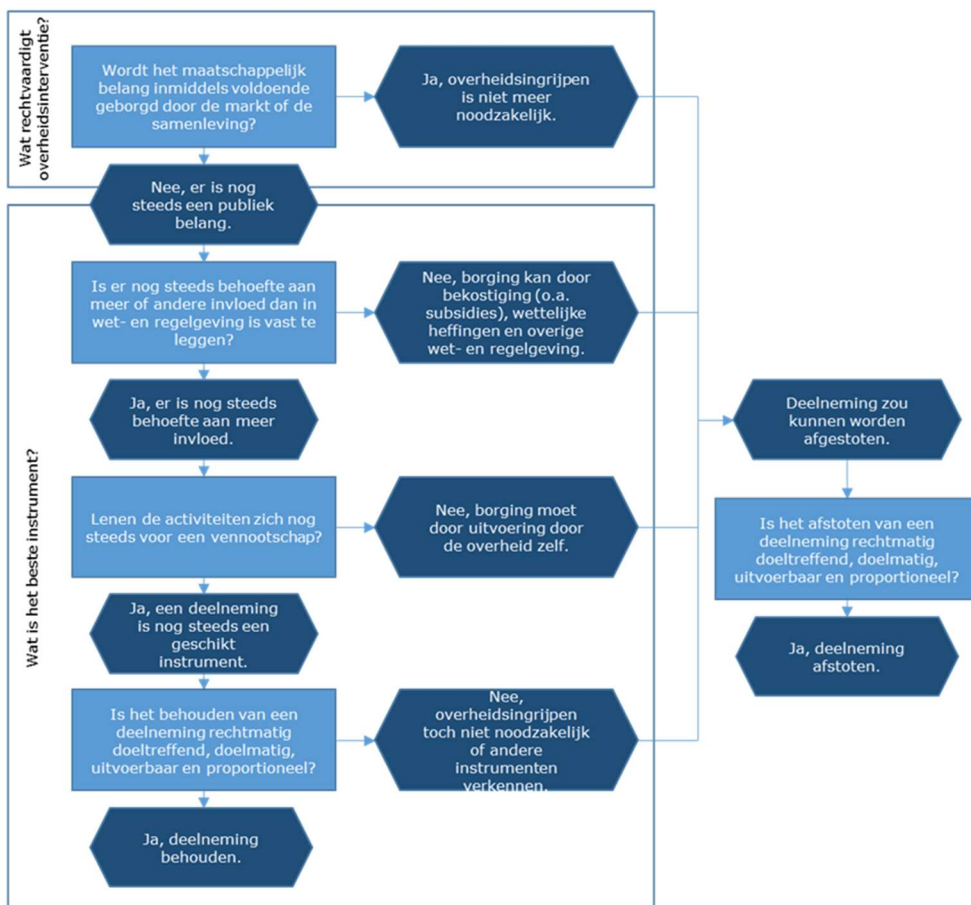 Wat rechtvaardigt
overheidsinterventie?
Wordt het maatschappelijk
belang inmiddels voldoende
geborgd door de markt of de
samenleving?
Ja, overheidsingrijpen
is niet meer
noodzakelijk.
Nee, er is nog
steeds een publiek
belang.
Wat is het beste instrument?
Is er nog steeds behoefte aan
meer of andere invloed dan in
wet- en regelgeving is vast te
leggen?
Nee, borging kan door
bekostiging (o.a.
subsidies), wettelijke
heffingen en overige
wet- en regelgeving.
Ja, er is nog steeds
behoefte aan meer
invloed.
Lenen de activiteiten zich nog
steeds voor een vennootschap?
Nee, borging moet
door uitvoering door
de overheid zelf.
Ja, een deelneming
is nog steeds een
geschikt
instrument.
Is het behouden van een
deelneming rechtmatig
doeltreffend, doelmatig,
uitvoerbaar en proportioneel?
Nee,
overheidsingrijpen
toch niet noodzakelijk
of andere
instrumenten
verkennen.
Ja, deelneming
behouden.
Deelneming zou
kunnen worden
afgestoten.
Is het afstoten van een
deelneming rechtmatig
doeltreffend, doelmatig,
uitvoerbaar en proportioneel?
Ja, deelneming
afstoten.